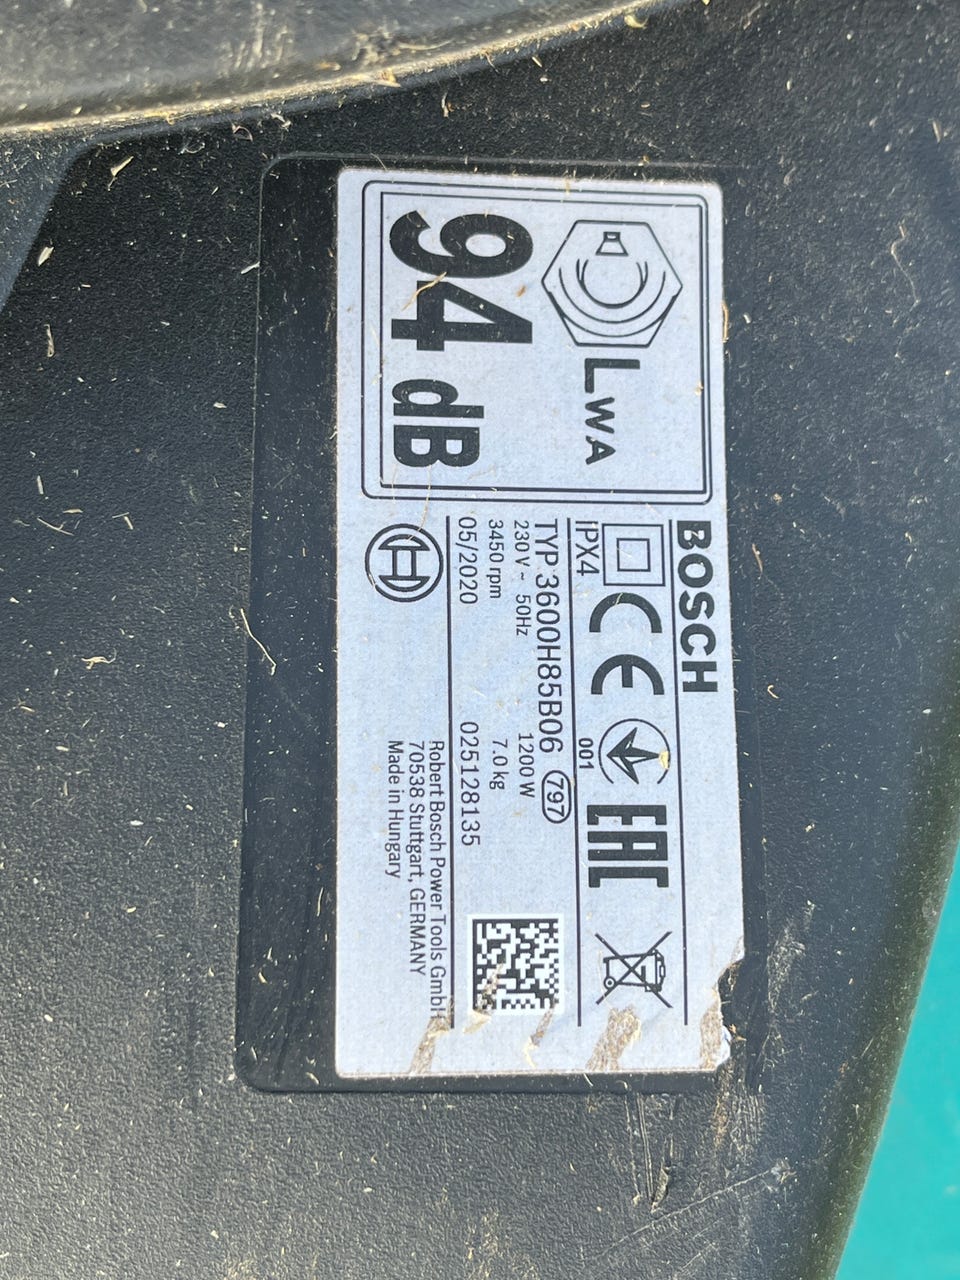 94 dB
LWA
BOSCH
CE
EAC
IPX4
001
TYP 3600H85B06 797
230 V ~ 50Hz 1200 W
3450 rpm 7.0 kg
05/2020 025128135
Robert Bosch Power Tools GmbH
70538 Stuttgart, GERMANY
Made in Hungary